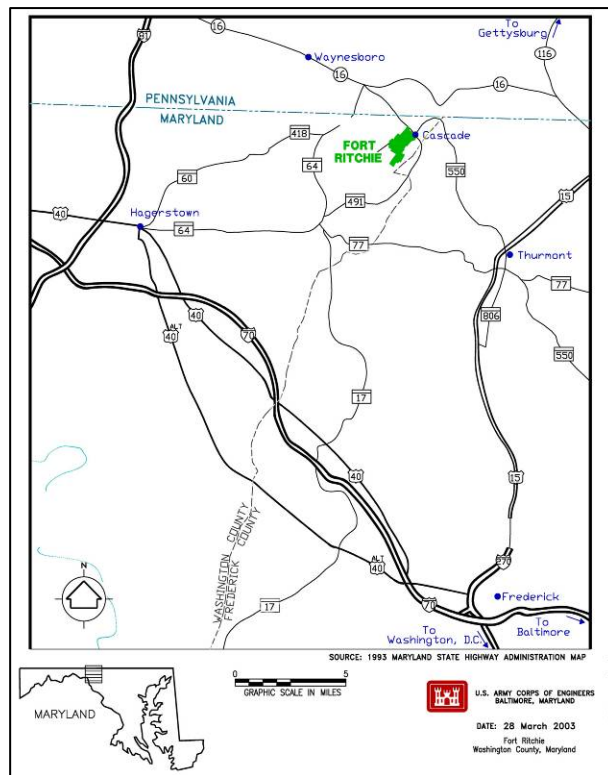 16
To
Gettysburg
81
Waynesboro
116
16
16
PENNSYLVANIA
MARYLAND
418
FORT
RITCHIE
Cascade
64
60
550
15
491
40
Hagerstown
64
77
Thurmont
77
ALT
40
40
70
806
550
17
40
15
WASHINGTON COUNTY
FREDERICK COUNTY
ALT
40
270
N
17
70
Frederick
To
Washington, D.C.
To
Baltimore
SOURCE: 1993 MARYLAND STATE HIGHWAY ADMINISTRATION MAP
0 5
GRAPHIC SCALE IN MILES
MARYLAND
U.S. ARMY CORPS OF ENGINEERS
BALTIMORE, MARYLAND
DATE: 28 March 2003
Fort Ritchie
Washington County, Maryland